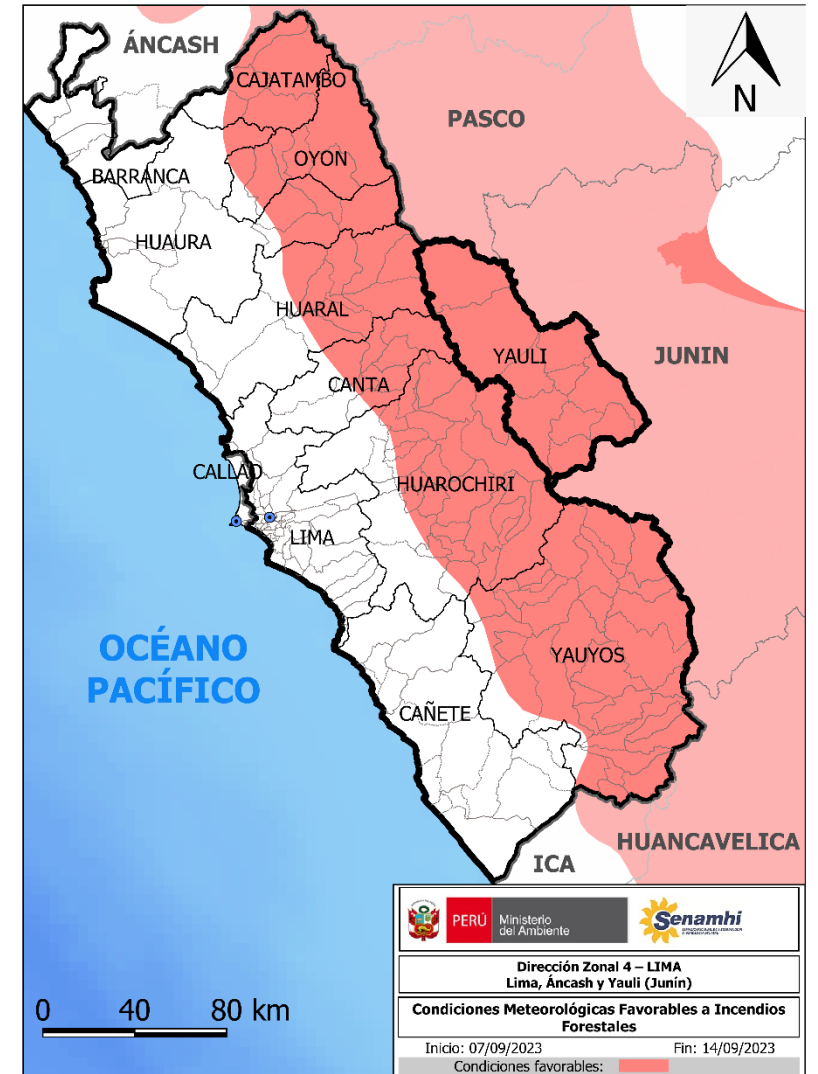 ÁNCASH
N
CAJATAMBO
PASCO
OYON
BARRANCA
HUAURA
HUARAL
YAULI
JUNIN
CANTA
CALLAO
HUAROCHIRI
LIMA
OCÉANO
PACÍFICO
YAUYOS
CAÑETE
HUANCAVELICA
ICA
PERÚ
Ministerio
del Ambiente
Senamhi
Dirección Zonal 4 – LIMA
Lima, Áncash y Yauli (Junín)
Condiciones Meteorológicas Favorables a Incendios
Forestales
0 40 80 km
Inicio: 07/09/2023 Fin: 14/09/2023
Condiciones favorables: